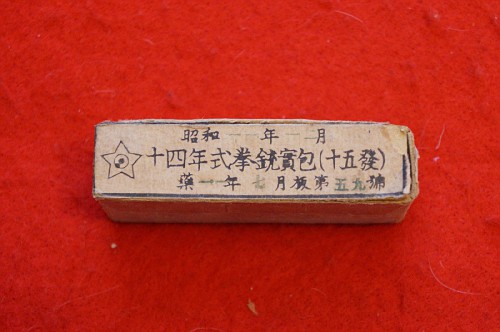 昭和一一年一一月
十四年式拳銃實包(十五發)
藥一一年七月廠第五九號